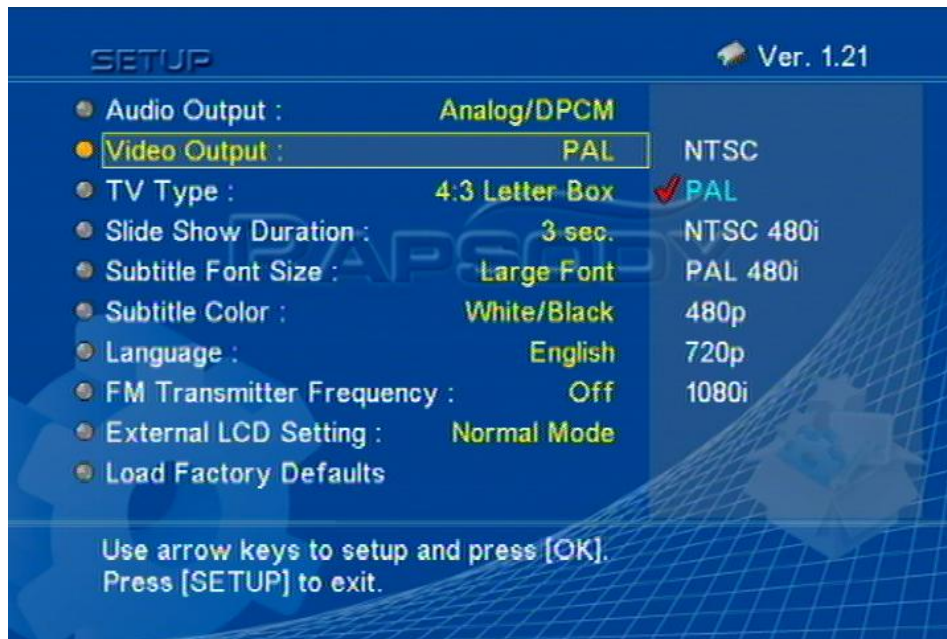 SETUP
Ver. 1.21
Audio Output : Analog/DPCM
Video Output : PAL
TV Type : 4:3 Letter Box
Slide Show Duration : 3 sec.
Subtitle Font Size : Large Font
Subtitle Color : White/Black
Language : English
FM Transmitter Frequency : Off
External LCD Setting : Normal Mode
Load Factory Defaults
NTSC
PAL
NTSC 480i
PAL 480i
480p
720p
1080i
PAPSODY
Use arrow keys to setup and press [OK].
Press [SETUP] to exit.